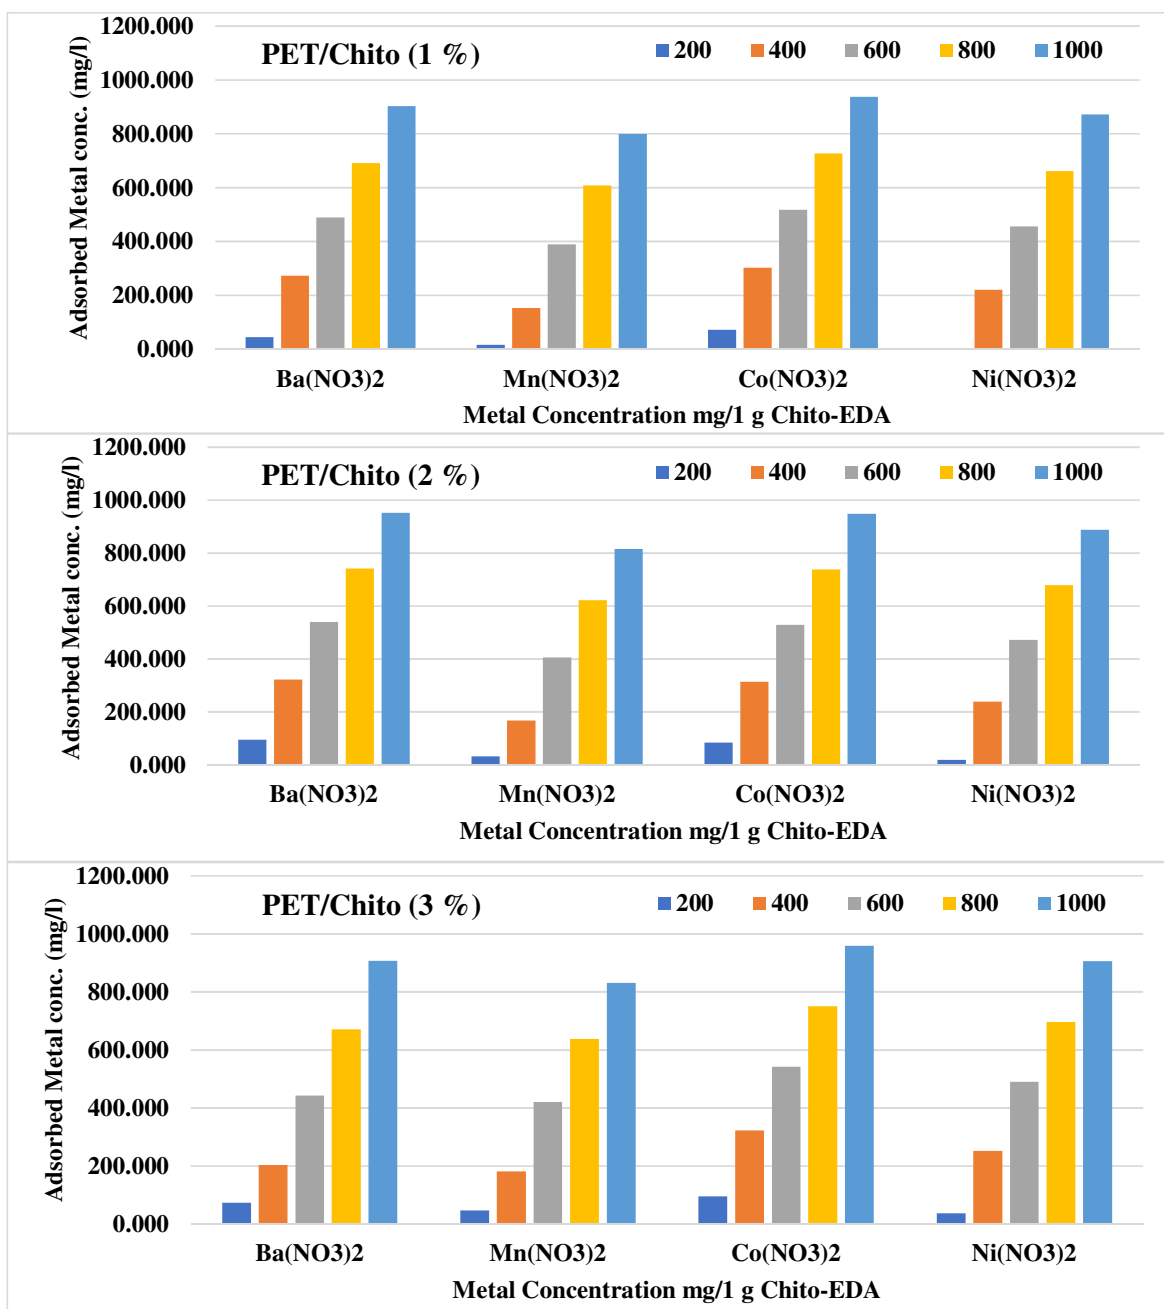 PET/Chito (1 %)
200 400 600 800 1000
Adsorbed Metal conc. (mg/l)
1200.000
1000.000
800.000
600.000
400.000
200.000
0.000
Ba(NO3)2 Mn(NO3)2 Co(NO3)2 Ni(NO3)2
Metal Concentration mg/1 g Chito-EDA
PET/Chito (2 %)
200 400 600 800 1000
Adsorbed Metal conc. (mg/l)
1200.000
1000.000
800.000
600.000
400.000
200.000
0.000
Ba(NO3)2 Mn(NO3)2 Co(NO3)2 Ni(NO3)2
Metal Concentration mg/1 g Chito-EDA
PET/Chito (3 %)
200 400 600 800 1000
Adsorbed Metal conc. (mg/l)
1200.000
1000.000
800.000
600.000
400.000
200.000
0.000
Ba(NO3)2 Mn(NO3)2 Co(NO3)2 Ni(NO3)2
Metal Concentration mg/1 g Chito-EDA